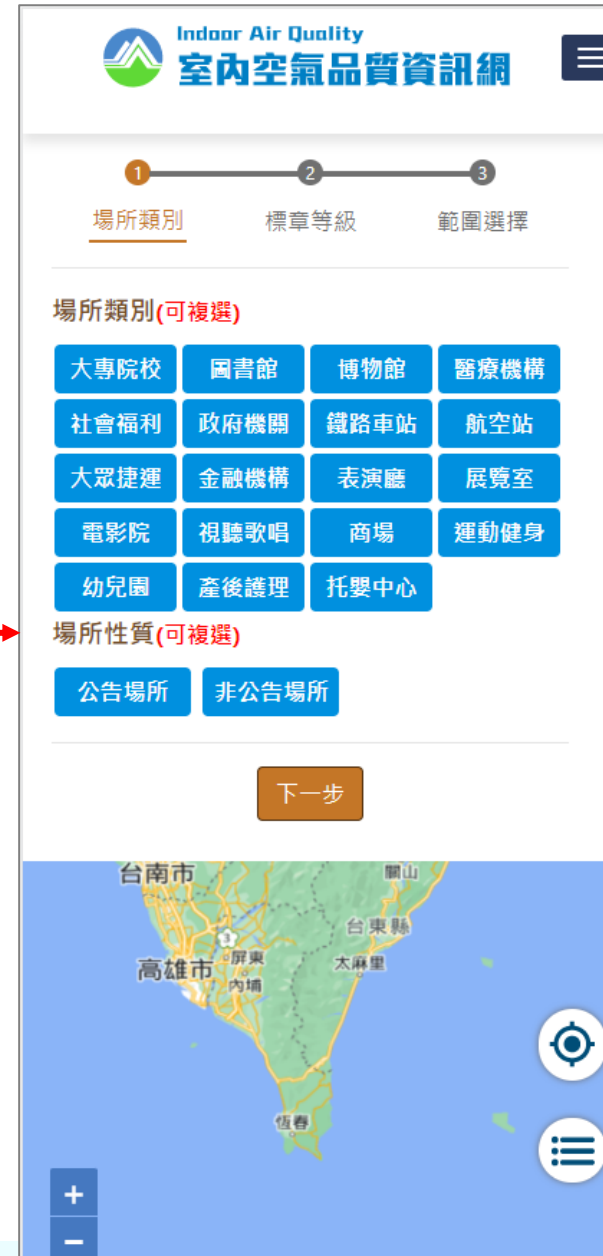 Indoor Air Quality
室內空氣品質資訊網
1 2 3
場所類別 標章等級 範圍選擇
場所類別(可複選)
大專院校 圖書館 博物館 醫療機構
社會福利 政府機關 鐵路車站 航空站
大眾捷運 金融機構 表演廳 展覽室
電影院 視聽歌唱 商場 運動健身
幼兒園 產後護理 托嬰中心
場所性質(可複選)
公告場所 非公告場所
下一步
台南市 關山
台東縣
3
屏東 太麻里
高雄市
內埔
恆春
+
−